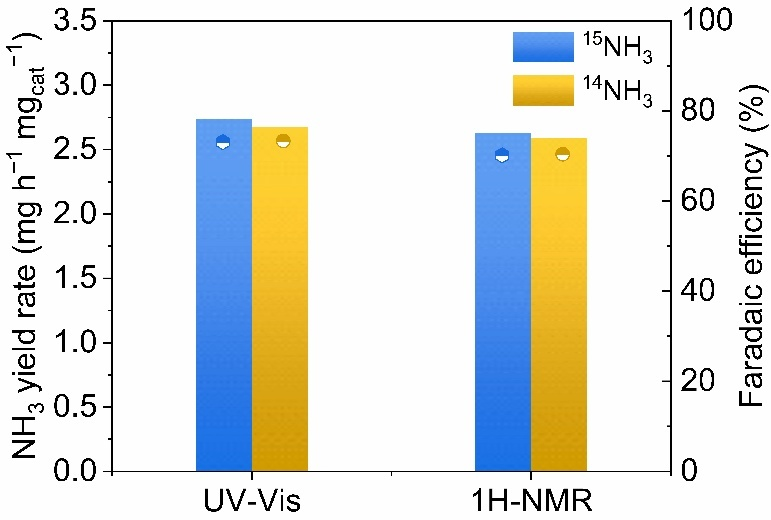 NH₃ yield rate (mg h⁻¹ mg_cat⁻¹)
3.5
3.0
2.5
2.0
1.5
1.0
0.5
0.0
¹⁵NH₃
¹⁴NH₃
100
80
60
40
20
0
Faradaic efficiency (%)
UV-Vis
1H-NMR